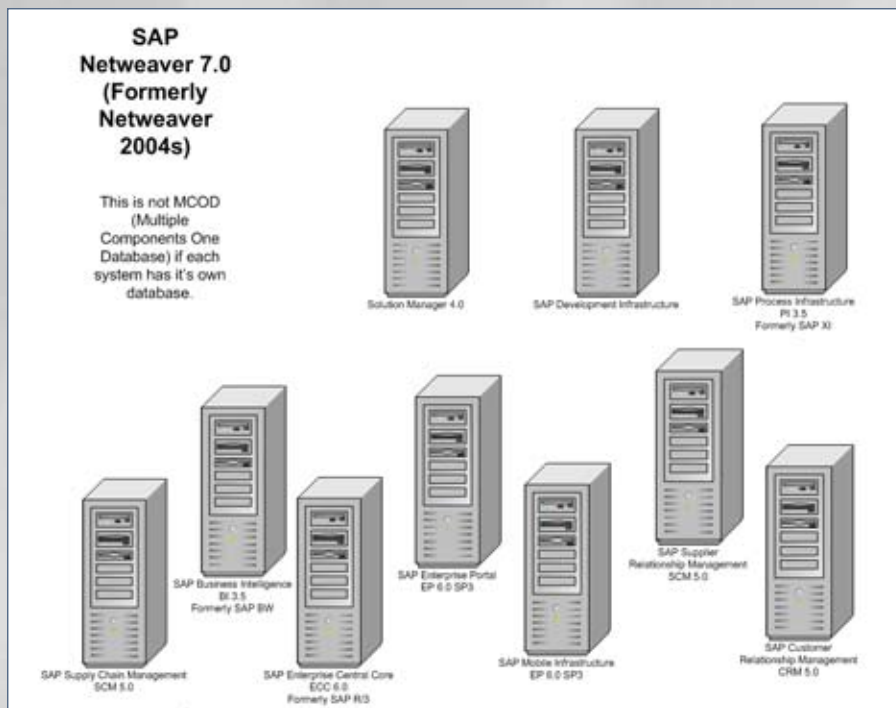 SAP
Netweaver 7.0
(Formerly
Netweaver
2004s)
This is not MCOD
(Multiple
Components One
Database) if each
system has it's own
database.
Solution Manager 4.0
SAP Development Infrastructure
SAP Process Infrastructure
PI 3.5
Formerly SAP XI
SAP Business Intelligence
BI 3.5
Formerly SAP BW
SAP Enterprise Portal
EP 6.0 SP3
SAP Supplier
Relationship Management
SCM 5.0
SAP Supply Chain Management
SCM 5.0
SAP Enterprise Central Core
ECC 6.0
Formerly SAP R/3
SAP Mobile Infrastructure
EP 6.0 SP3
SAP Customer
Relationship Management
CRM 5.0